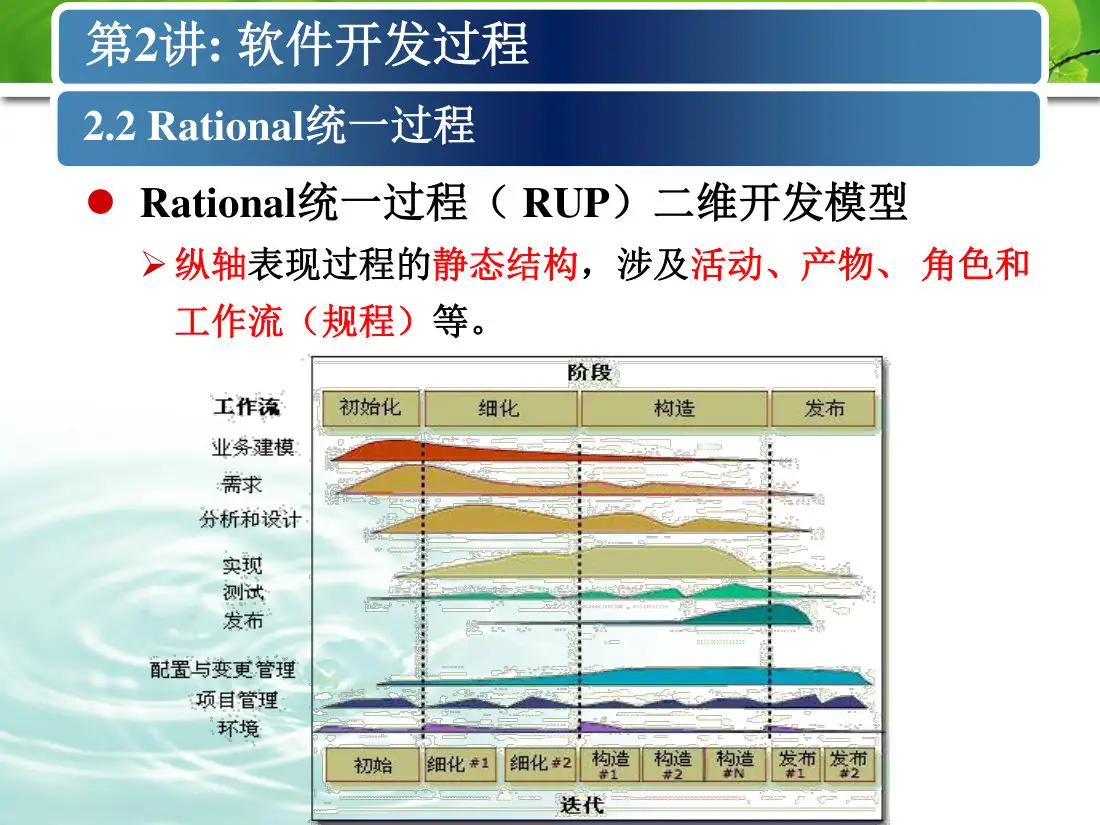 第2讲: 软件开发过程
2.2 Rational统一过程
Rational统一过程（ RUP）二维开发模型
纵轴表现过程的静态结构，涉及活动、产物、 角色和
工作流（规程）等。
阶段
工作流
初始化 细化 构造 发布
业务建模
需求
分析和设计
实现
测试
发布
配置与变更管理
项目管理
环境
初始 细化 #1 细化 #2 构造 #1 构造 #2 构造 #N 发布 #1 发布 #2
迭代